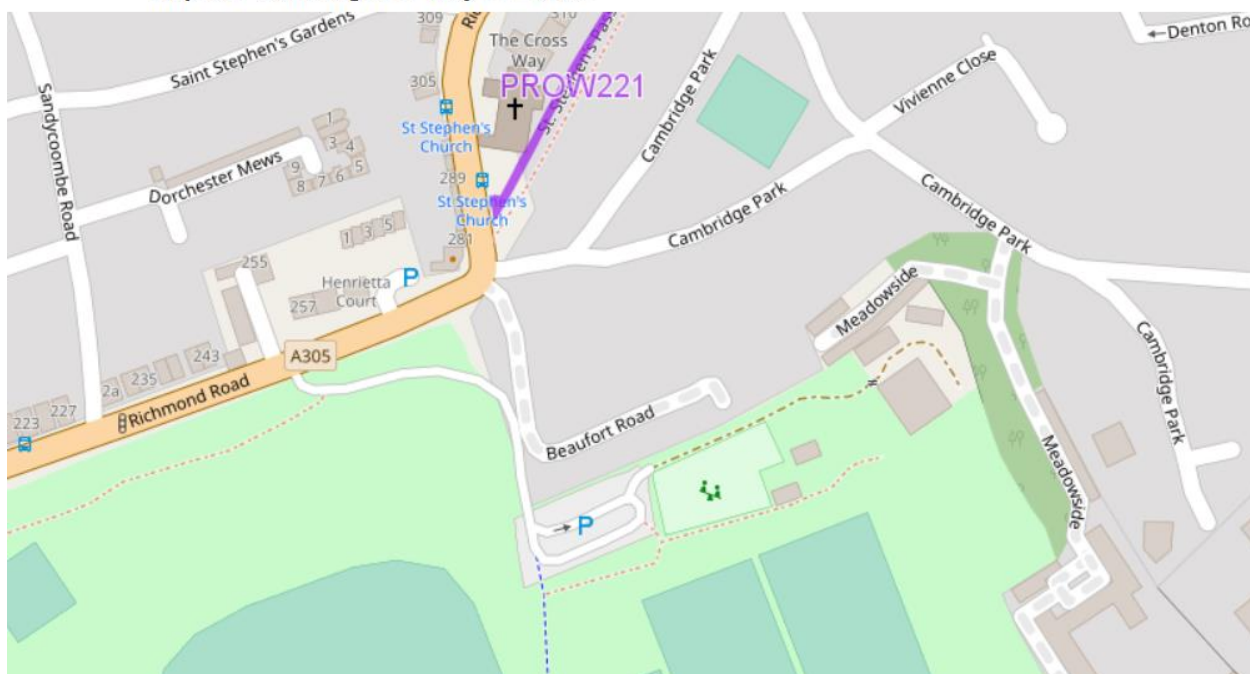 309
310
Saint Stephen's Gardens
The Cross
Way
←Denton Ro
305
PROW221
St. Stephen's Pass
Cambridge Park
Vivienne Close
Sandycoombe Road
St Stephen's
Church
1
3
4
5
6
7
8
9
Dorchester Mews
289
St Stephen's
Church
Cambridge Park
Cambridge Park
281
1
3
5
255
P
Henrietta
Court
257
Meadowside
A305
243
235
2a
227
223
Richmond Road
Cambridge Park
Beaufort Road
Meadowside
P